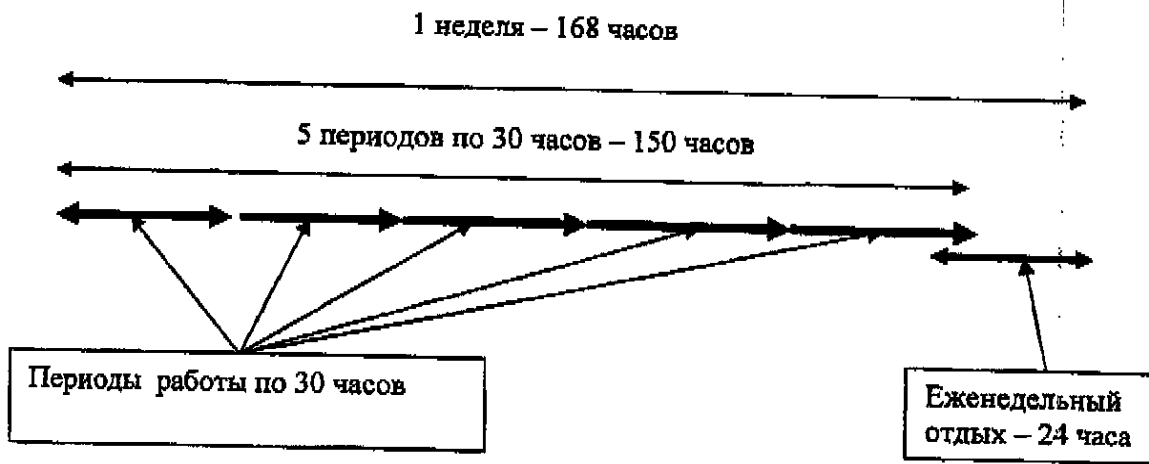 1 неделя – 168 часов
5 периодов по 30 часов – 150 часов
Периоды работы по 30 часов
Еженедельный
отдых – 24 часа